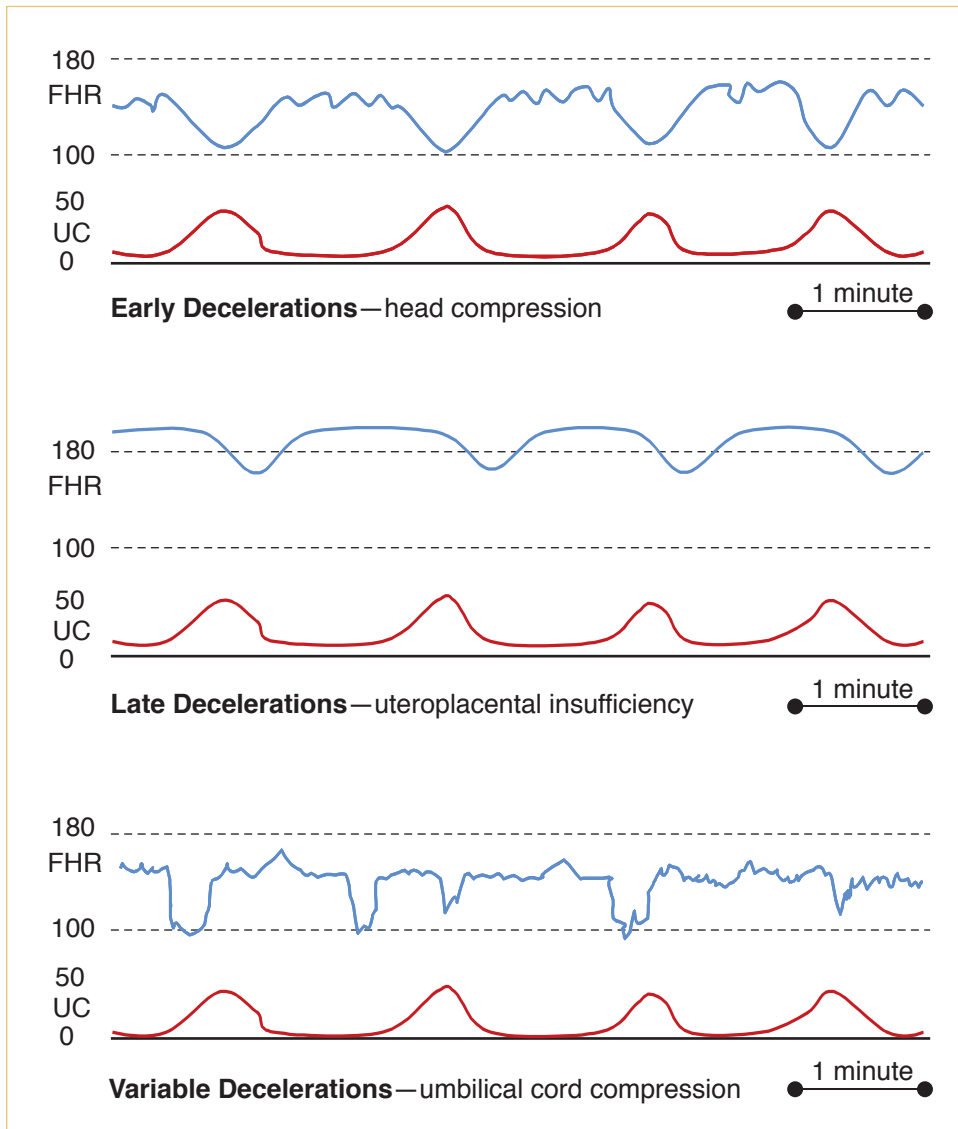 180
FHR
100
50
UC
0
Early Decelerations—head compression
1 minute
180
FHR
100
50
UC
0
Late Decelerations—uteroplacental insufficiency
1 minute
180
FHR
100
50
UC
0
Variable Decelerations—umbilical cord compression
1 minute